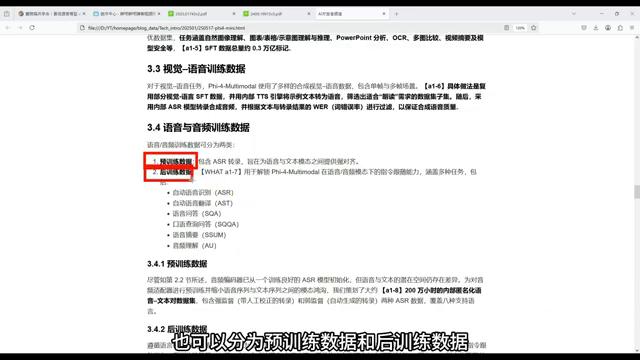 file:///D:/YT/homepage/blog_data/Tech_intro/202501/250517-phi4-mini.html
任务涵盖自然图像理解、图表/表格/示意图理解与推理、PowerPoint 分析、OCR、多图比较、视频摘要及模
型安全等。【a1-5】SFT 数据总量约 0.3 万亿标记。
3.3 视觉–语音训练数据
对于视觉–语音任务，Phi-4-Multimodal 使用了多样的合成视觉-语音数据，包含单帧与多帧场景。【a1-6】具体做法是复
用部分视觉-语言 SFT 数据，并用内部 TTS 引擎将示例文本转为语音，筛选出适合“朗读”需求的数据集子集。随后，采
用内部 ASR 模型转录合成音频，并根据文本与转录结果的 WER（词错误率）进行过滤，以保证合成语音质量。
3.4 语音与音频训练数据
语音/音频训练数据可分为两类：
1. 预训练数据：包含 ASR 转录，旨在为语音与文本模态之间提供强对齐。
2. 后训练数据：【WHAT a1-7】用于解锁 Phi-4-Multimodal 在语音/音频模态下的指令跟随能力，涵盖多种任务，包
括：
• 自动语音识别（ASR）
• 自动语音翻译（AST）
• 语音问答（SQA）
• 口语查询问答（SQQA）
• 语音摘要（SSUM）
• 音频理解（AU）
3.4.1 预训练数据
尽管如第 2.2 节所述，音频编码器已从一个训练良好的 ASR 模型初始化，但语音与文本的潜在空间仍存在差异。为对音
频适配器进行预训练并缩小语音序列与文本序列之间的模态鸿沟，我们策划了大约【a1-8】200 万小时的内部匿名化语
音–文本对数据集，包含强监督（带人工校正的转录）和弱监督（自动生成的转录）两种 ASR 数据，覆盖八种支持语
言。
3.4.2 后训练数据
也可以分为预训练数据和后训练数据